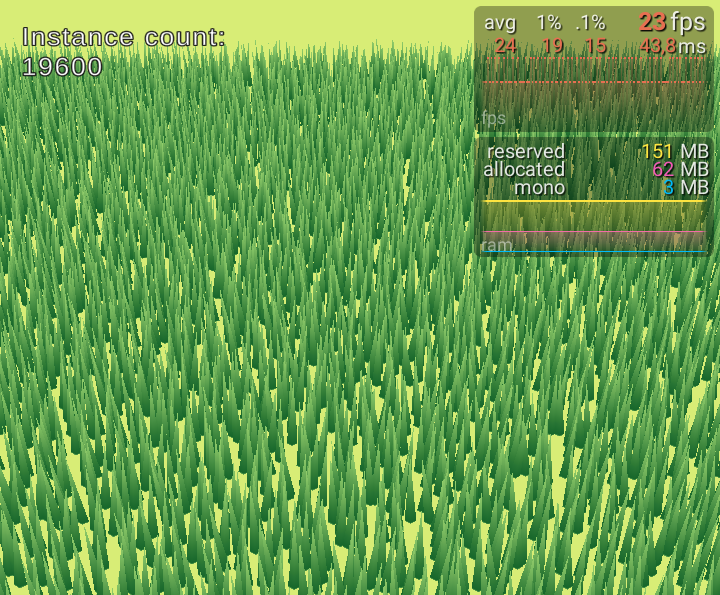 Instance count:
19600
avg 1% .1% 23 fps
24 19 15 43,8 ms
fps
reserved 151 MB
allocated 62 MB
mono 3 MB
ram